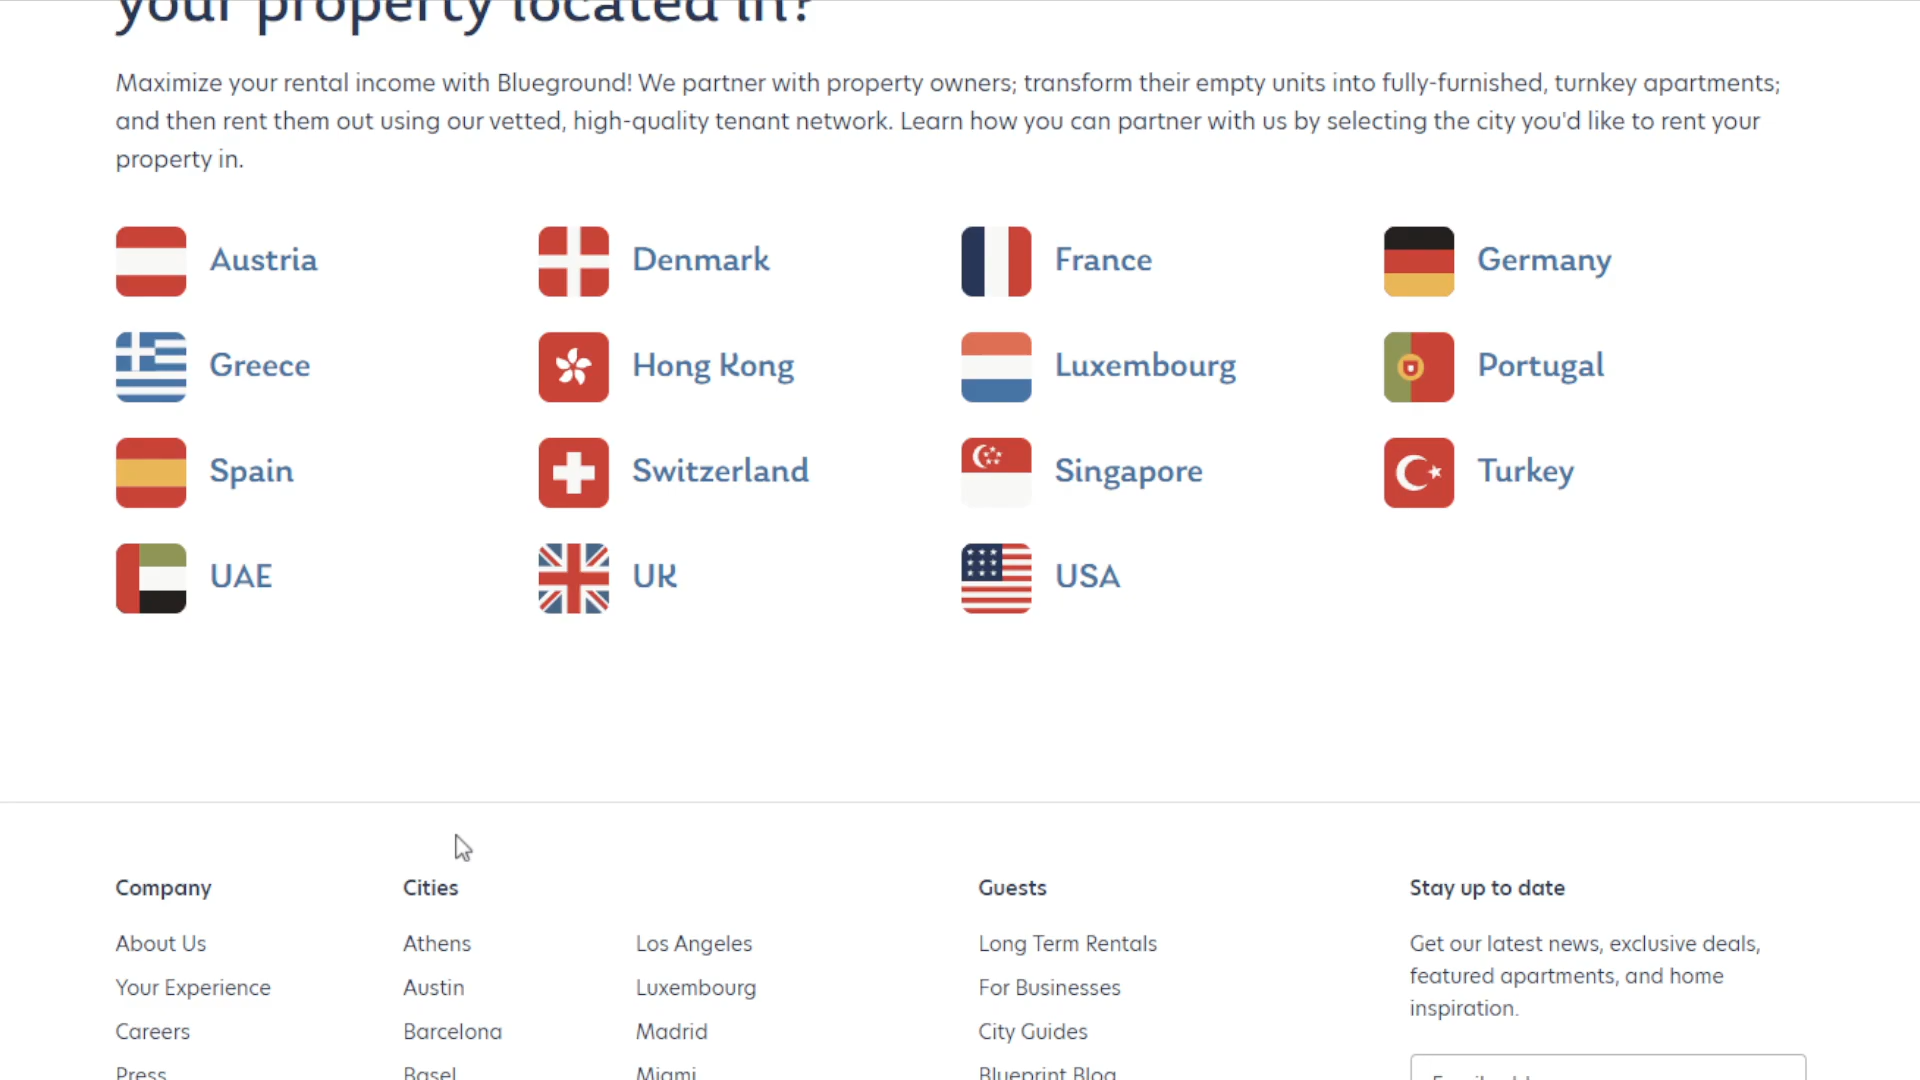 your property located in?
Maximize your rental income with Blueground! We partner with property owners; transform their empty units into fully-furnished, turnkey apartments;
and then rent them out using our vetted, high-quality tenant network. Learn how you can partner with us by selecting the city you'd like to rent your
property in.
Austria
Denmark
France
Germany
Greece
Hong Kong
Luxembourg
Portugal
Spain
Switzerland
Singapore
Turkey
UAE
UK
USA
Company
About Us
Your Experience
Careers
Press
Cities
Athens
Austin
Barcelona
Basel
Los Angeles
Luxembourg
Madrid
Miami
Guests
Long Term Rentals
For Businesses
City Guides
Blueprint Blog
Stay up to date
Get our latest news, exclusive deals,
featured apartments, and home
inspiration.